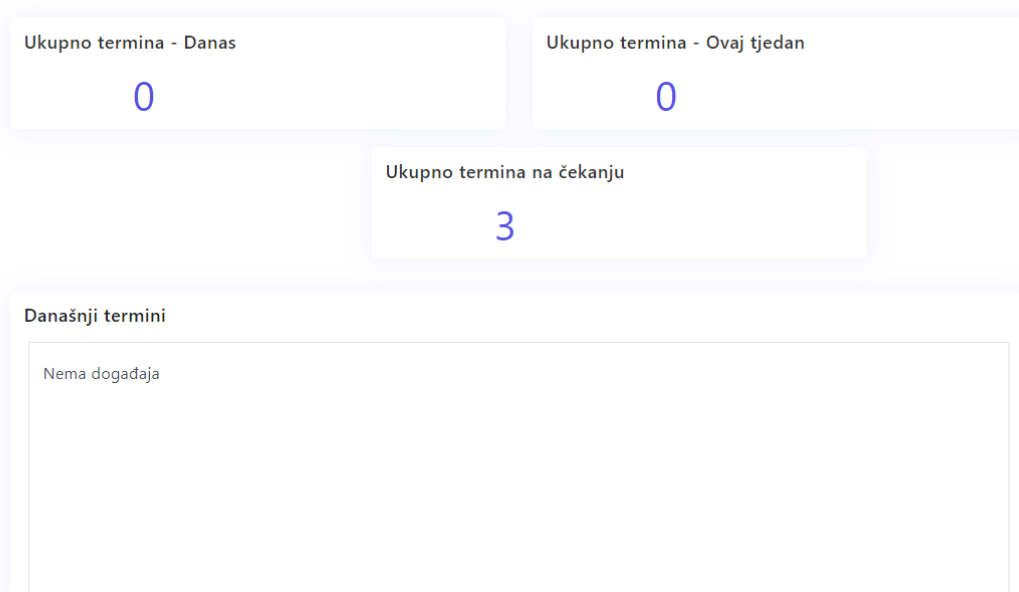 Ukupno termina - Danas
0
Ukupno termina - Ovaj tjedan
0
Ukupno termina na čekanju
3
Današnji termini
Nema događaja